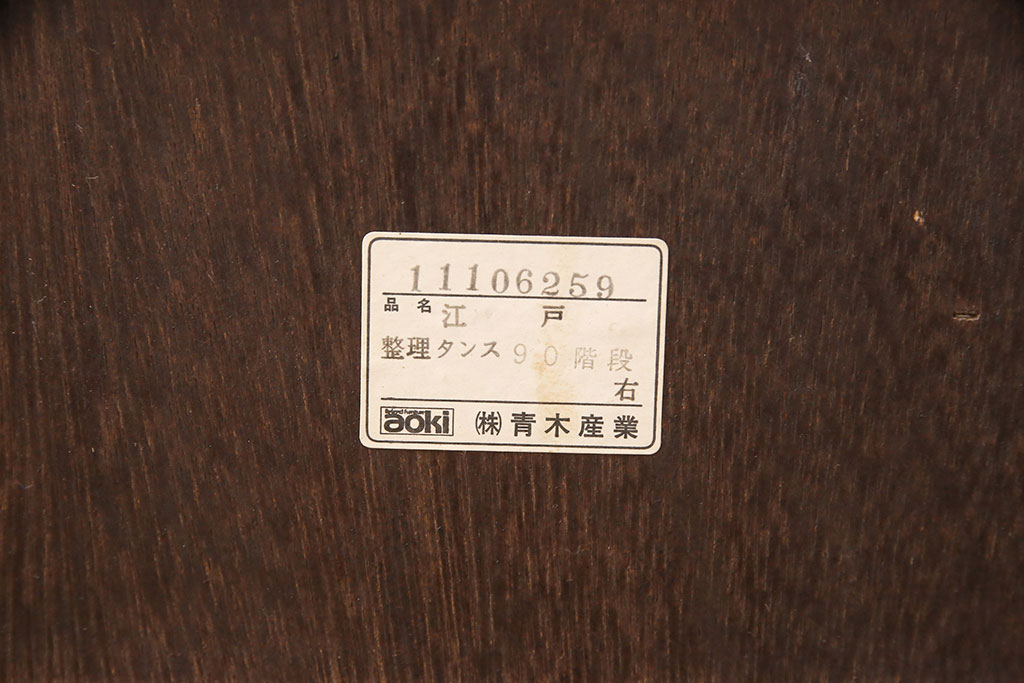 11106259
品名 江戸
整理タンス 90階段
右
aoki ㈱青木産業